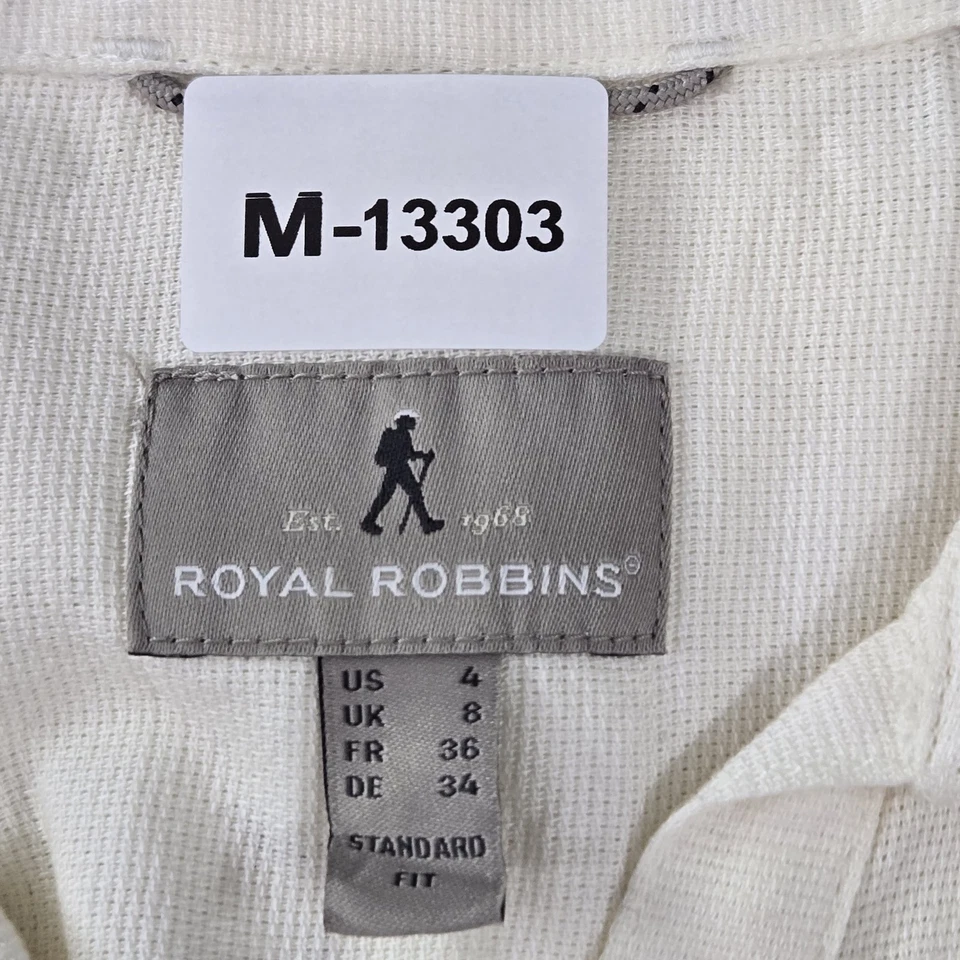 M-13303
Est. 1968
ROYAL ROBBINS®
US 4
UK 8
FR 36
DE 34
STANDARD
FIT